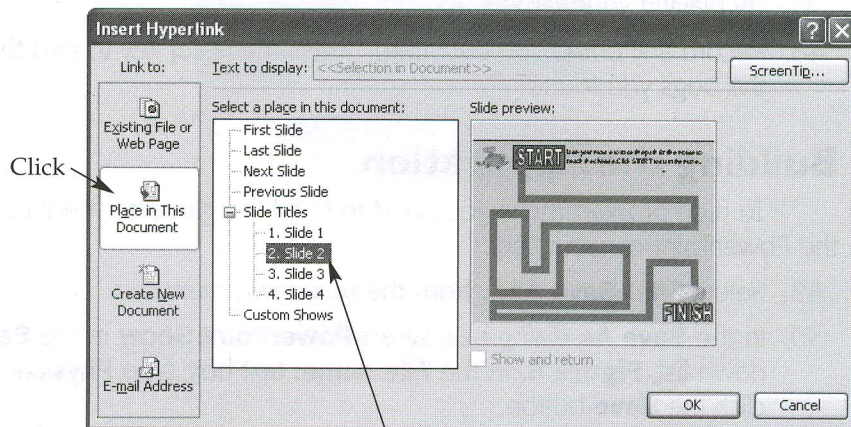 Insert Hyperlink
Link to:
Text to display: <<Selection in Document>>
ScreenTip...
Existing File or
Web Page
Click
Place in This
Document
Create New
Document
E-mail Address
Select a place in this document:
First Slide
Last Slide
Next Slide
Previous Slide
Slide Titles
1. Slide 1
2. Slide 2
3. Slide 3
4. Slide 4
Custom Shows
Slide preview:
START
FINISH
Show and return
OK
Cancel